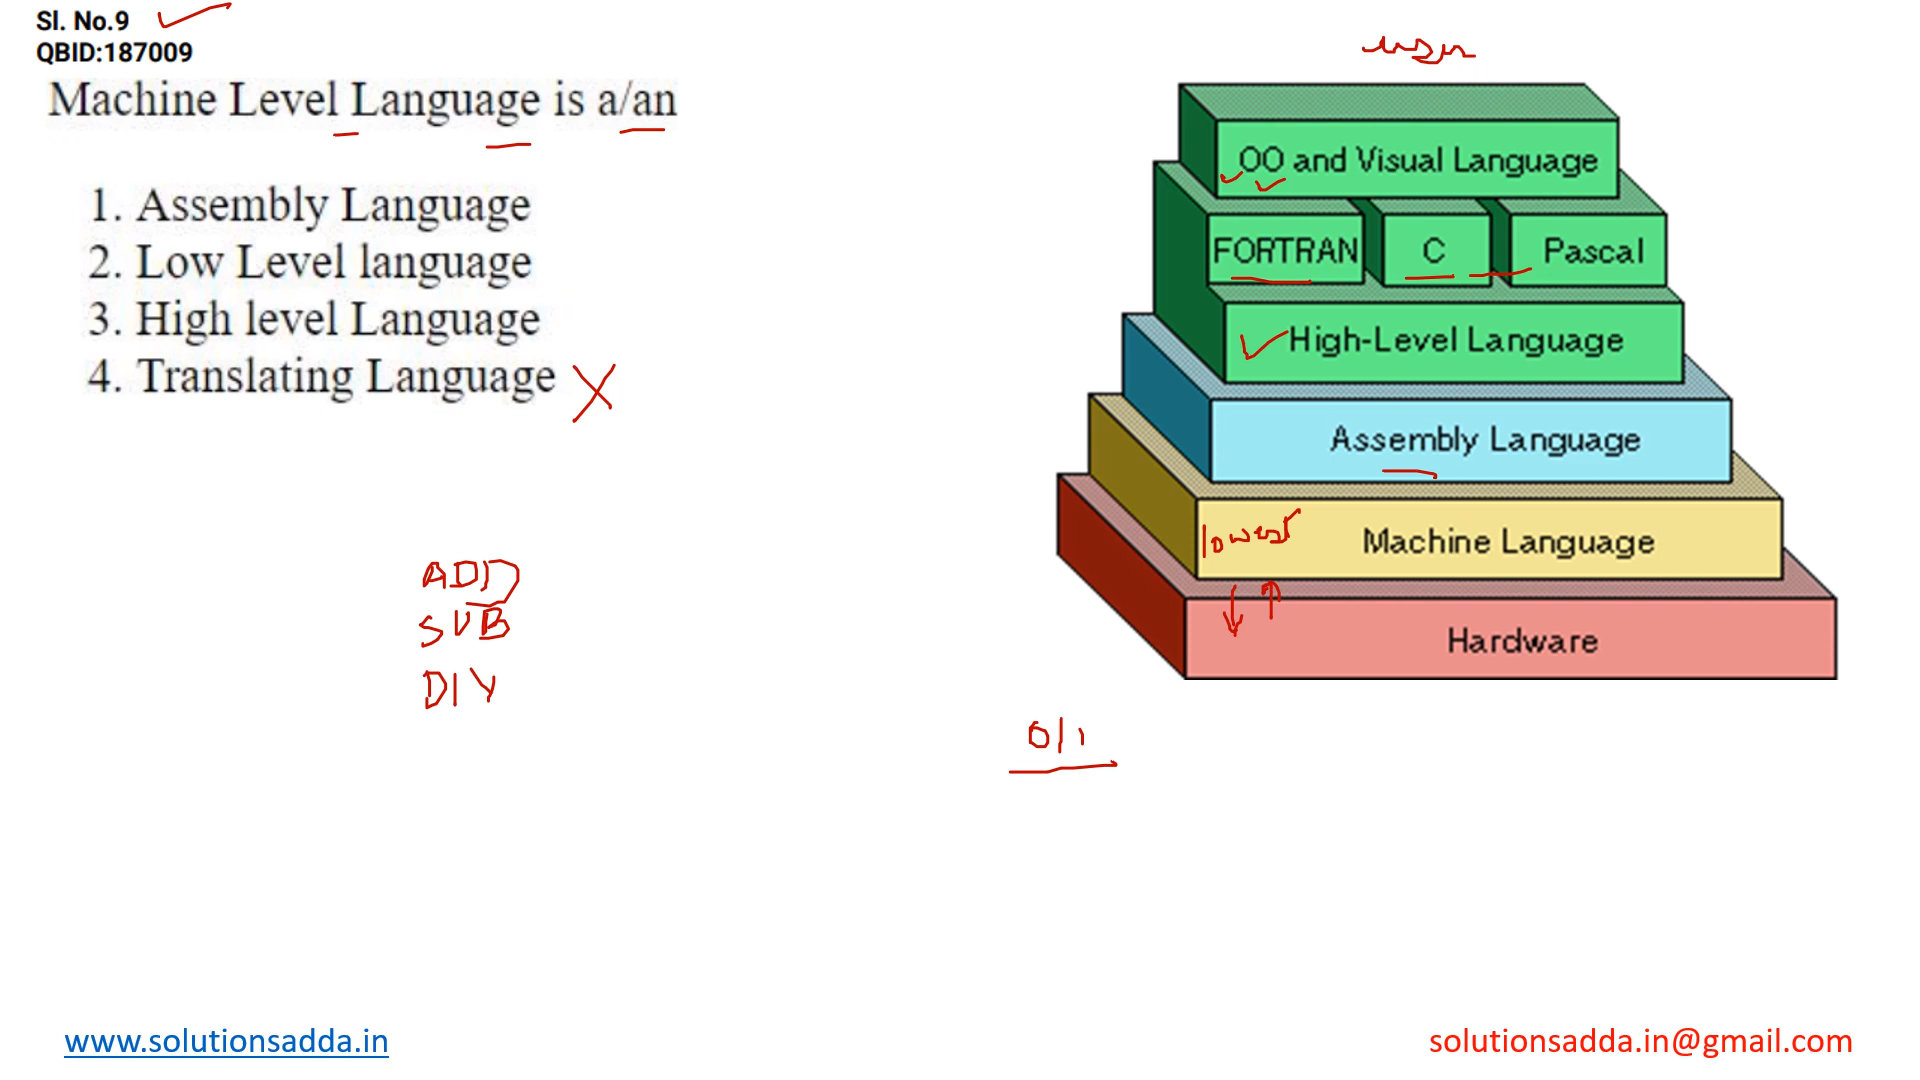 Sl. No.9
QBID:187009
Machine Level Language is a/an
1. Assembly Language
2. Low Level language
3. High level Language
4. Translating Language
ADD
SUB
DIV
user
OO and Visual Language
FORTRAN C Pascal
High-Level Language
Assembly Language
lowest Machine Language
Hardware
0/1
www.solutionsadda.in
solutionsadda.in@gmail.com